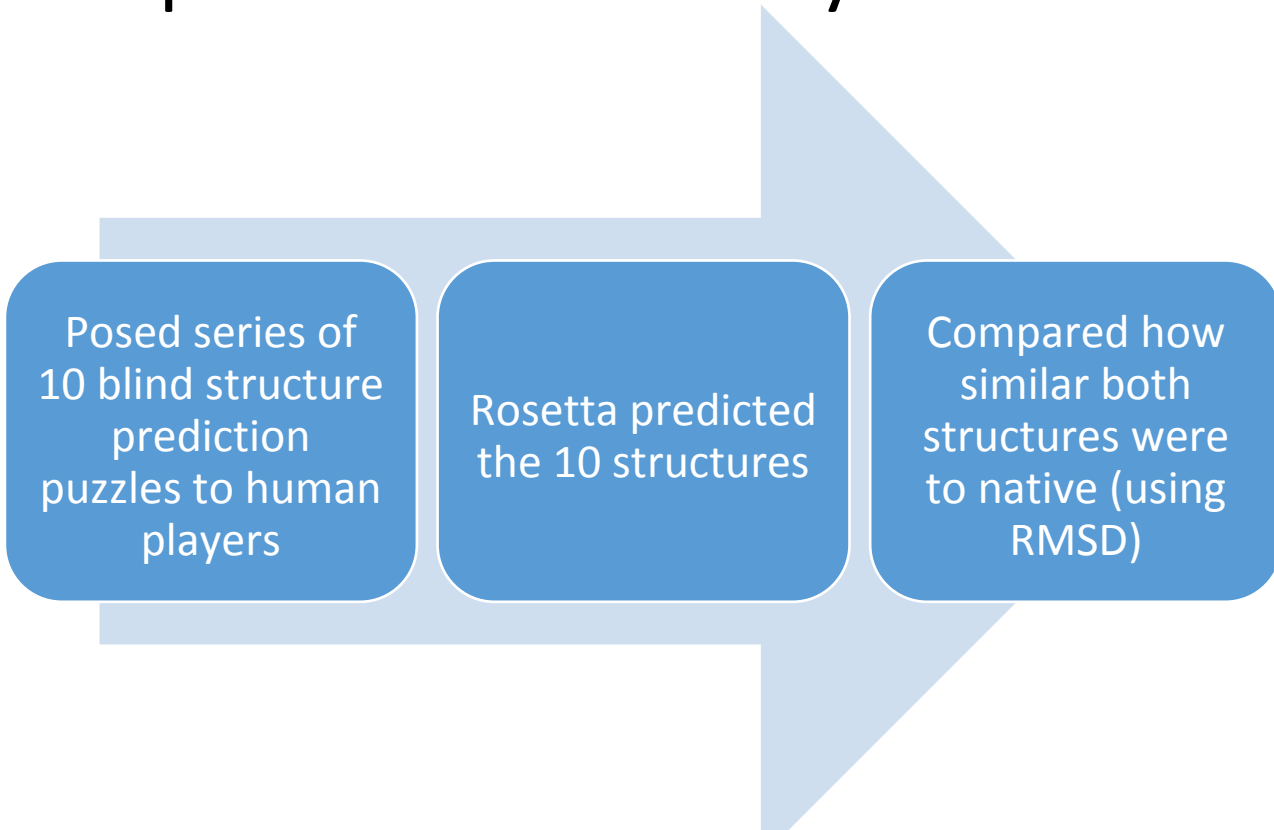 Posed series of
10 blind structure
prediction
puzzles to human
players
Rosetta predicted
the 10 structures
Compared how
similar both
structures were
to native (using
RMSD)